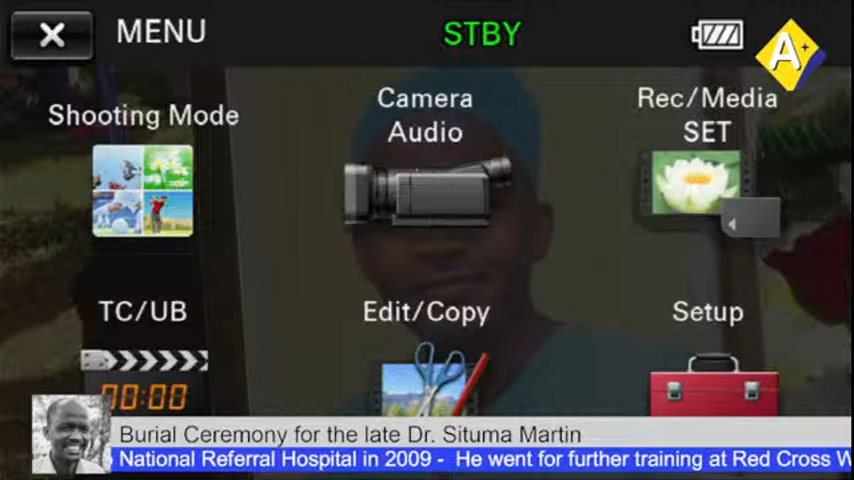 MENU
STBY
A+
Shooting Mode
Camera
Audio
Rec/Media
SET
TC/UB
Edit/Copy
Setup
00:00
Burial Ceremony for the late Dr. Situma Martin
National Referral Hospital in 2009 - He went for further training at Red Cross